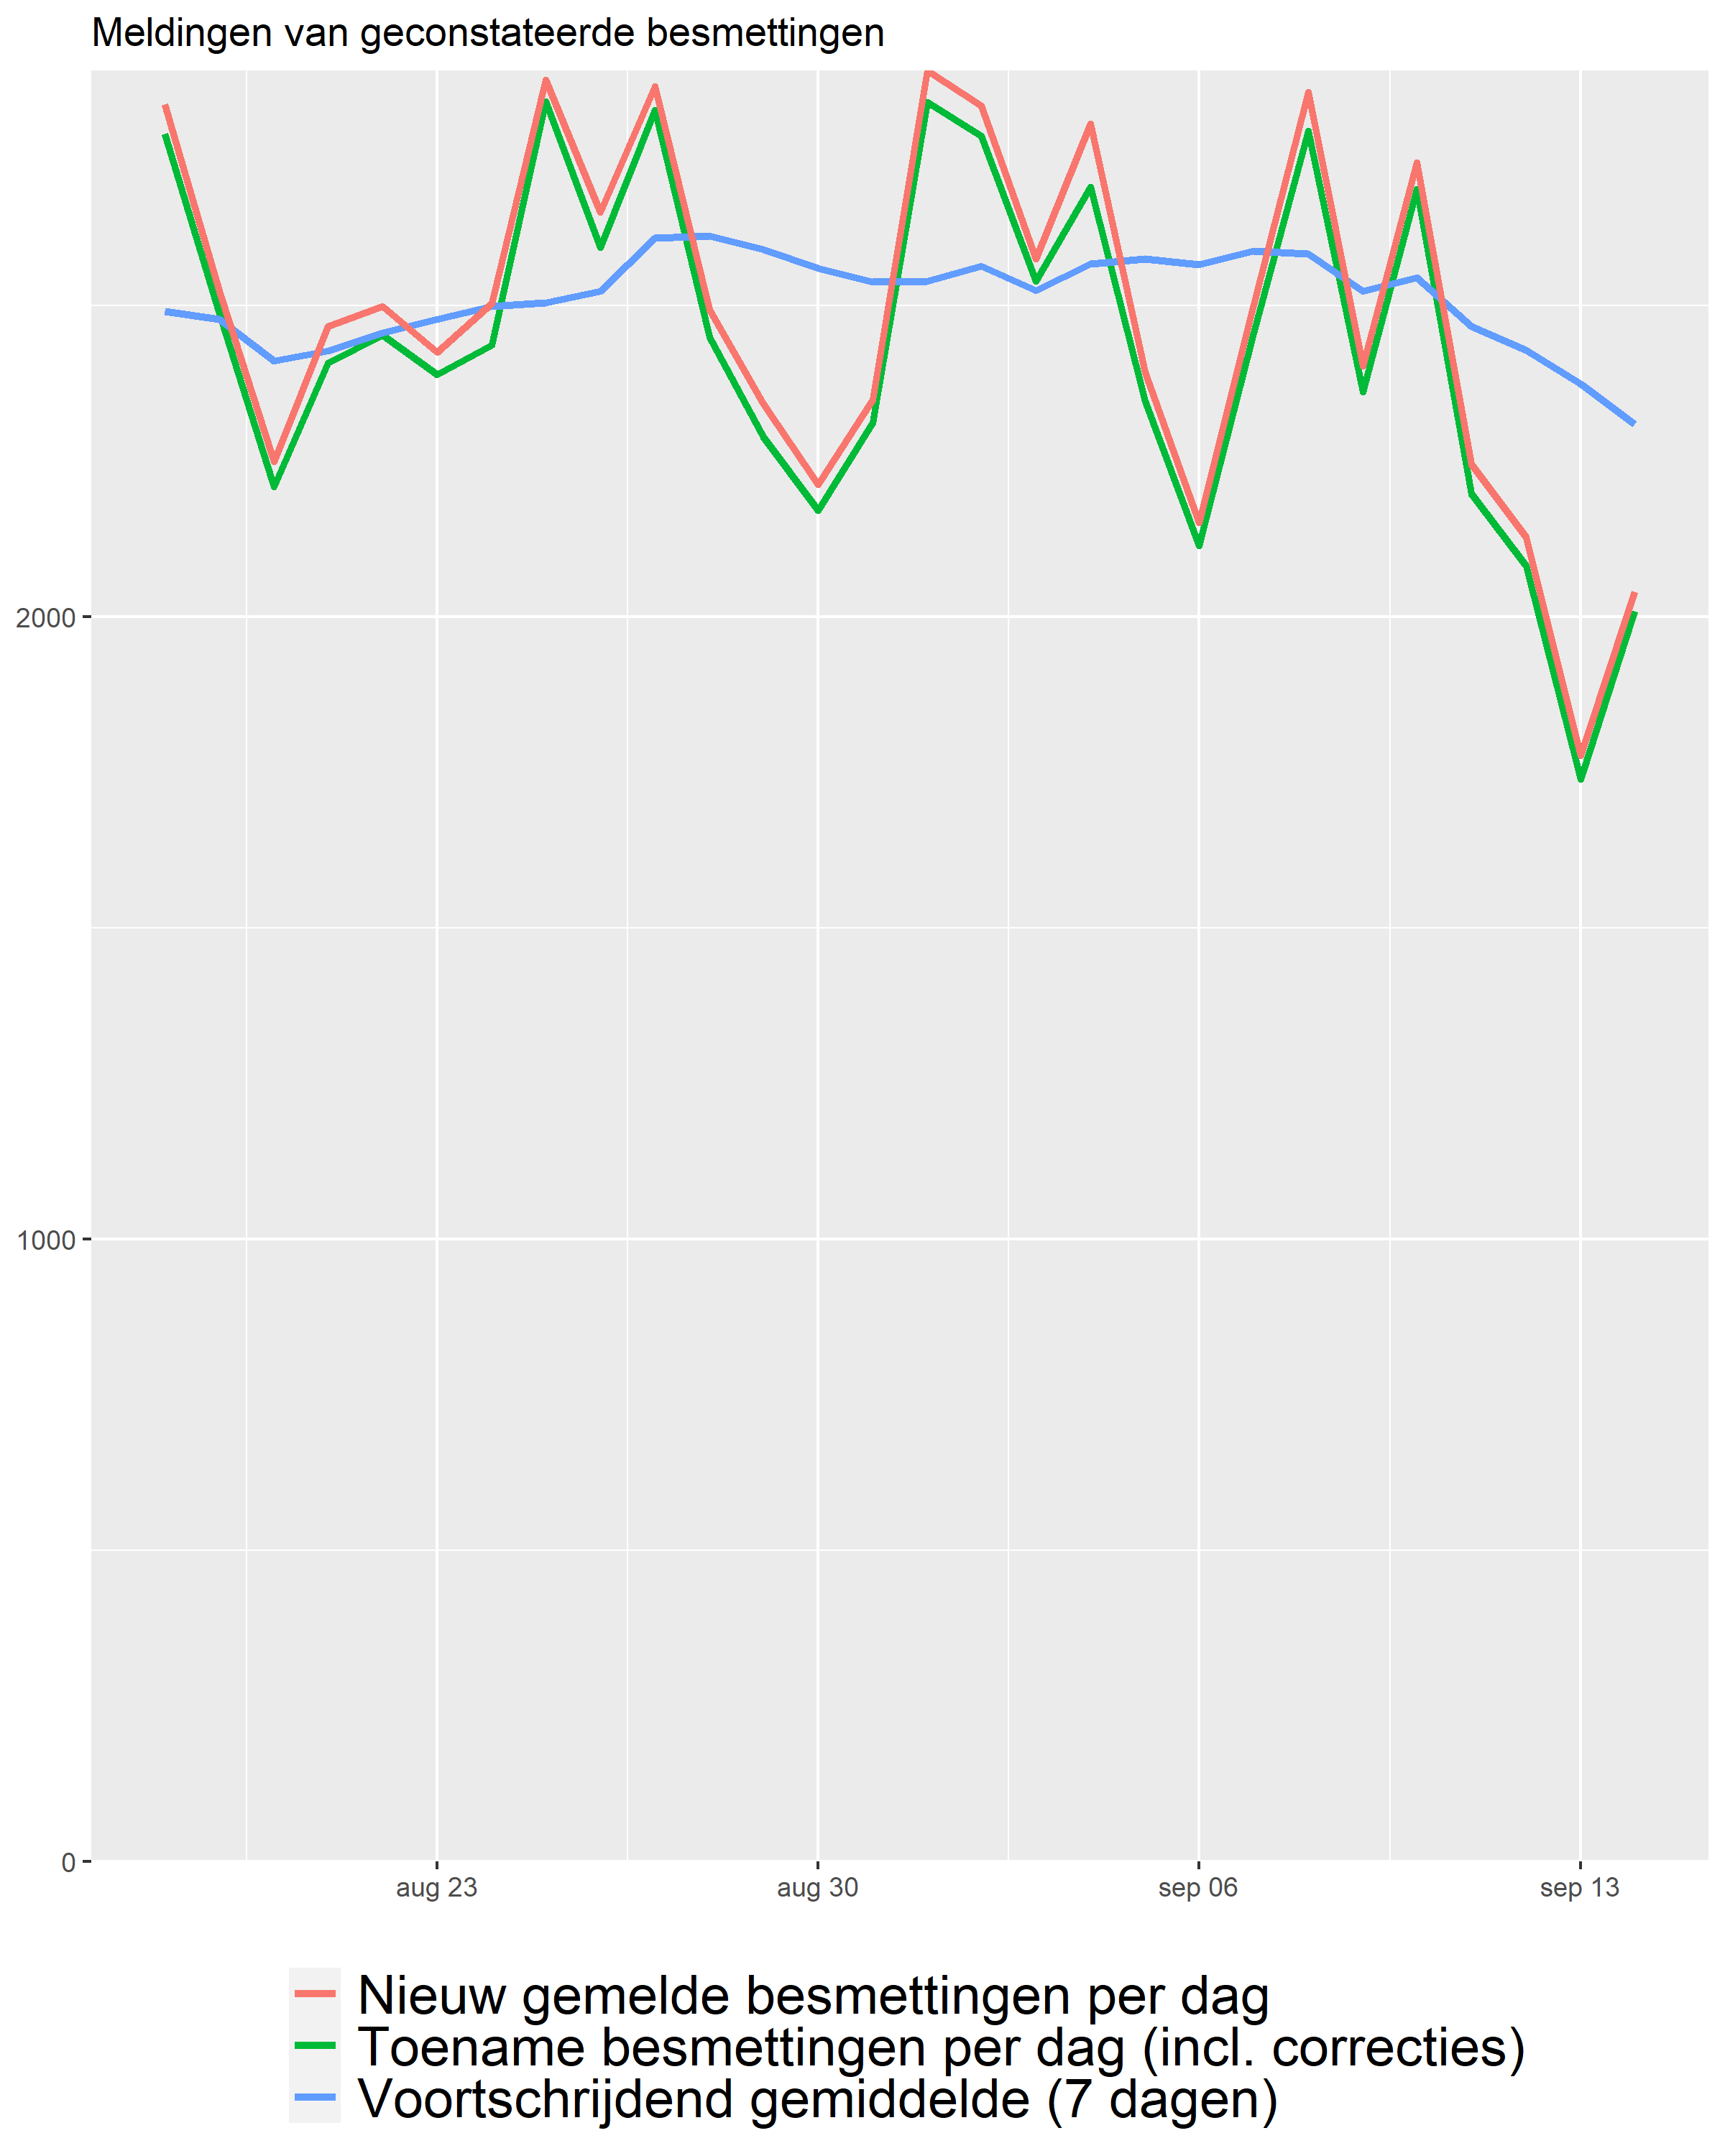 Meldingen van geconstateerde besmettingen
2000
1000
0
aug 23 aug 30 sep 06 sep 13
Nieuw gemelde besmettingen per dag
Toename besmettingen per dag (incl. correcties)
Voortschrijdend gemiddelde (7 dagen)